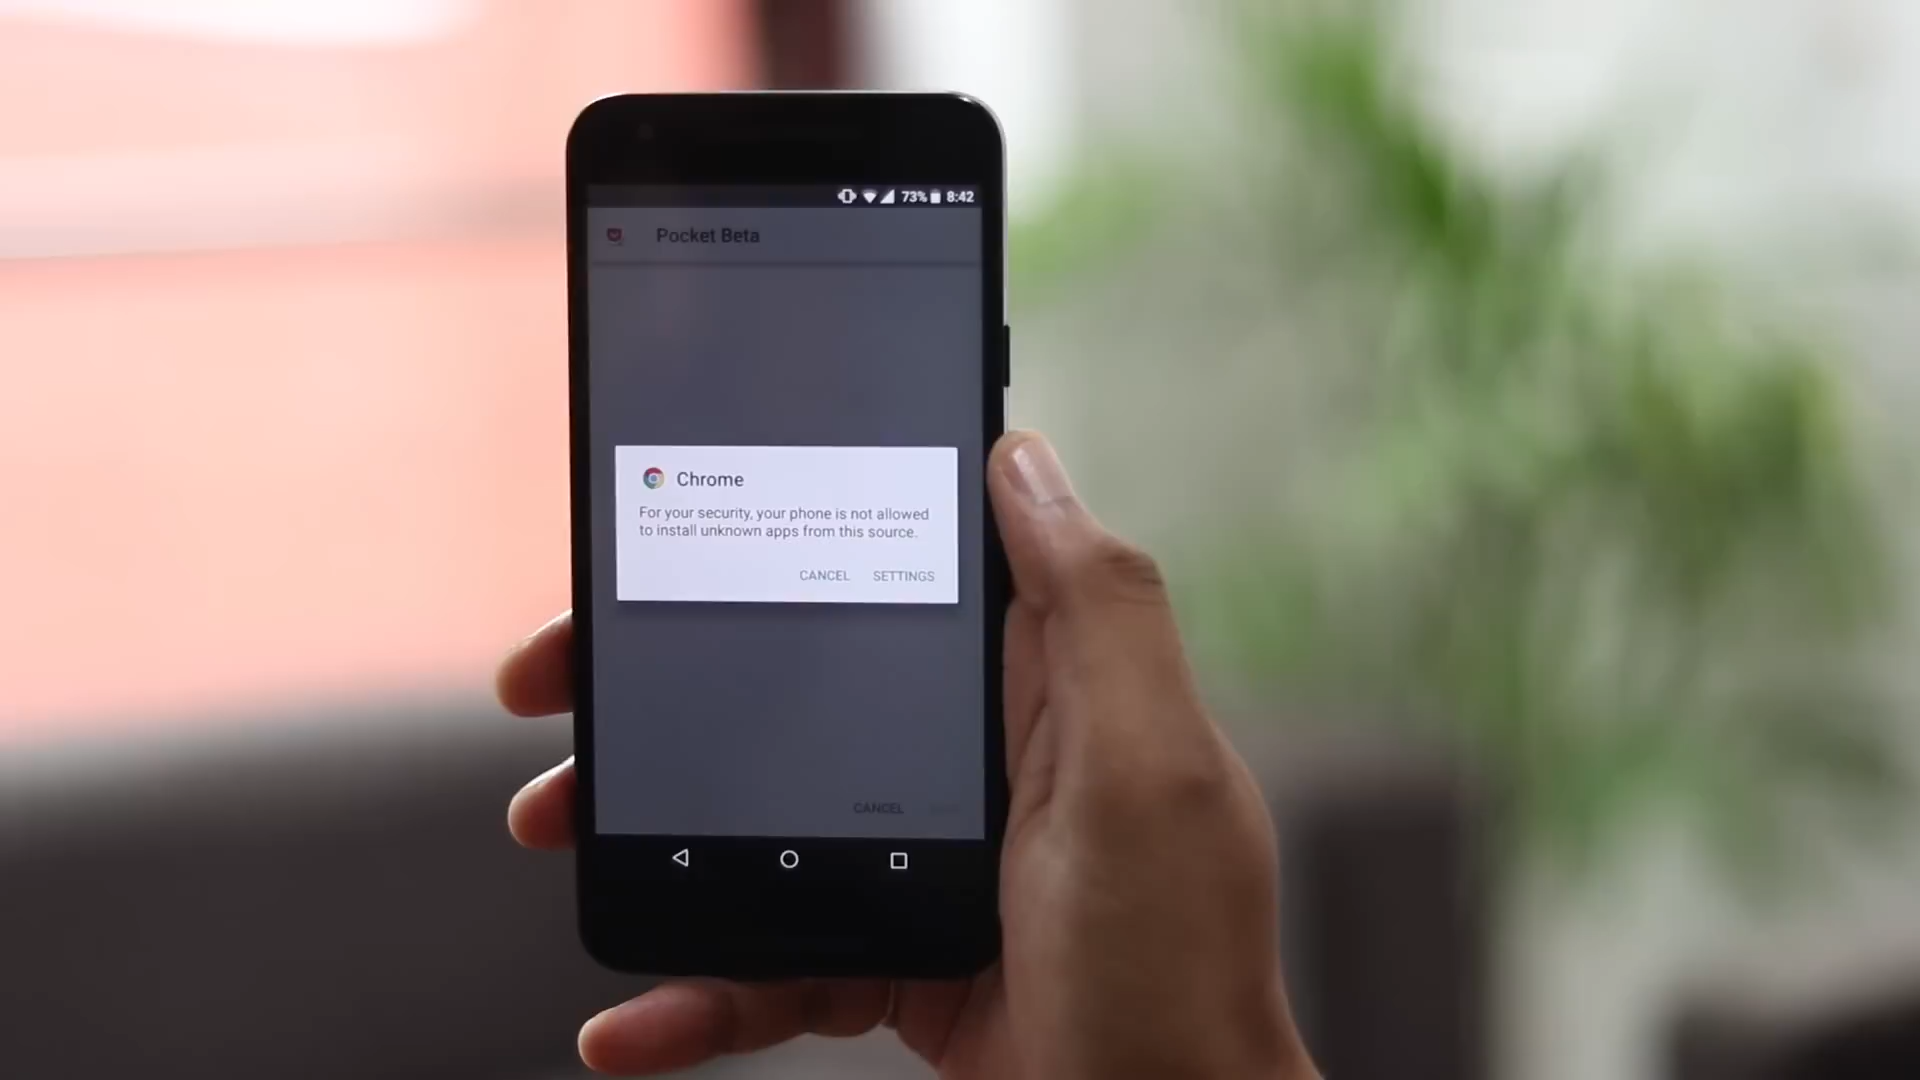 73% 8:42
Pocket Beta
Chrome
For your security, your phone is not allowed
to install unknown apps from this source.
CANCEL SETTINGS
CANCEL